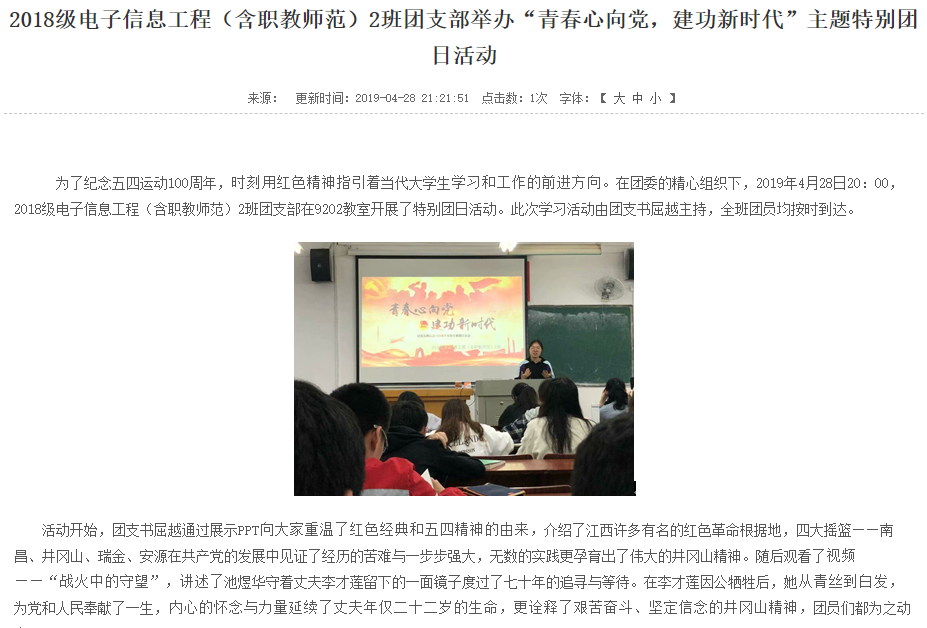 2018级电子信息工程（含职教师范）2班团支部举办“青春心向党，建功新时代”主题特别团
日活动
来源： 更新时间：2019-04-28 21:21:51 点击数：1次 字体：【 大 中 小 】
为了纪念五四运动100周年，时刻用红色精神指引着当代大学生学习和工作的前进方向。在团委的精心组织下，2019年4月28日20：00，
2018级电子信息工程（含职教师范）2班团支部在9202教室开展了特别团日活动。此次学习活动由团支书屈越主持，全班团员均按时到达。
青春心向党
建功新时代
活动开始，团支书屈越通过展示PPT向大家重温了红色经典和五四精神的由来，介绍了江西许多有名的红色革命根据地，四大摇篮——南
昌、井冈山、瑞金、安源在共产党的发展中见证了经历的苦难与一步步强大，无数的实践更孕育出了伟大的井冈山精神。随后观看了视频
——“战火中的守望”，讲述了池煜华守着丈夫李才莲留下的一面镜子度过了七十年的追寻与等待。在李才莲因公牺牲后，她从青丝到白发，
为党和人民奉献了一生，内心的怀念与力量延续了丈夫年仅二十二岁的生命，更诠释了艰苦奋斗、坚定信念的井冈山精神，团员们都为之动